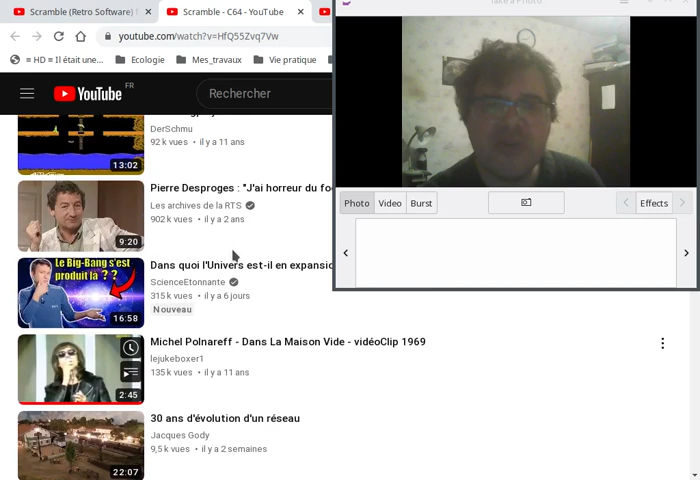 Scramble (Retro Software)
Scramble - C64 - YouTube
Take a Photo
youtube.com/watch?v=HfQ55Zvq7Vw
= HD = Il était une…
Ecologie
Mes_travaux
Vie pratique
YouTube FR
Rechercher
DerSchmu
92 k vues • il y a 11 ans
13:02
Pierre Desproges : "J'ai horreur du fo
Les archives de la RTS
902 k vues • il y a 2 ans
9:20
Photo
Video
Burst
Effects
Le Big-Bang s'est
produit là ??
16:58
Dans quoi l'Univers est-il en expansio
ScienceEtonnante
315 k vues • il y a 6 jours
Nouveau
2:45
Michel Polnareff - Dans La Maison Vide - vidéoClip 1969
lejukeboxer1
135 k vues • il y a 11 ans
22:07
30 ans d'évolution d'un réseau
Jacques Gody
9,5 k vues • il y a 2 semaines